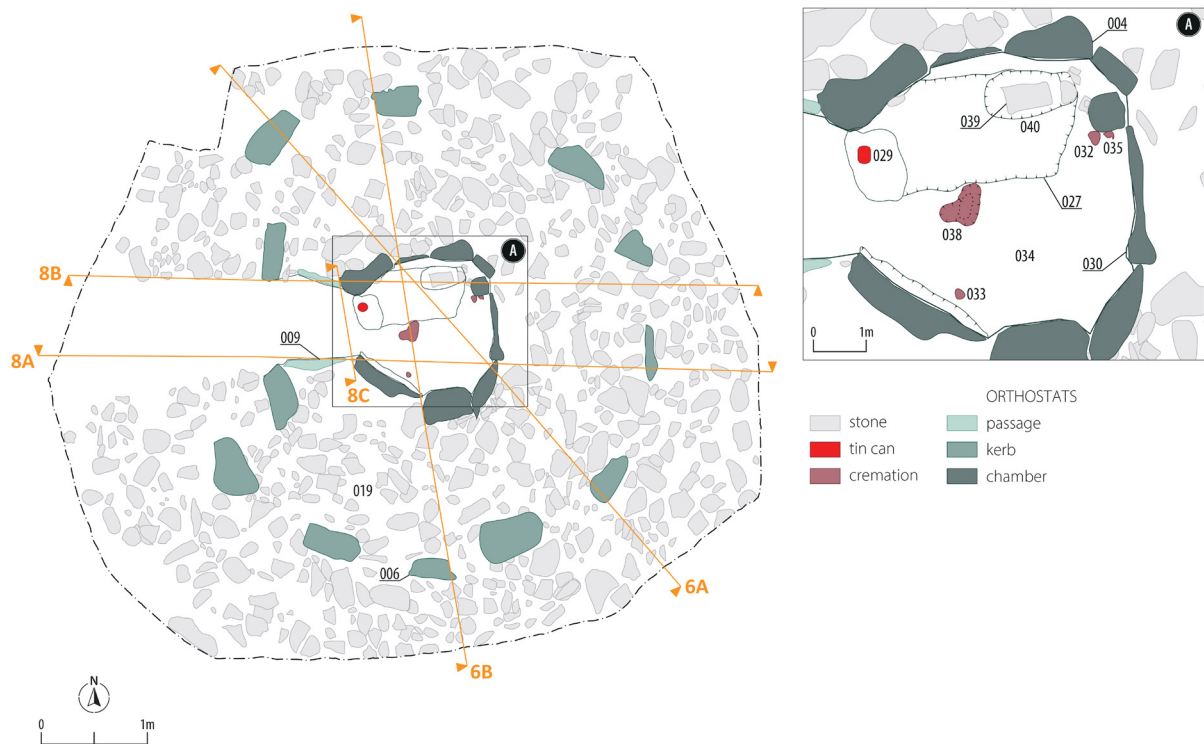 A
8B
8A
009
8C
019
006
6A
6B
N
0 1m
A
004
039
040
032
035
029
027
038
034
030
033
0 1m
ORTHOSTATS
stone
tin can
cremation
passage
kerb
chamber